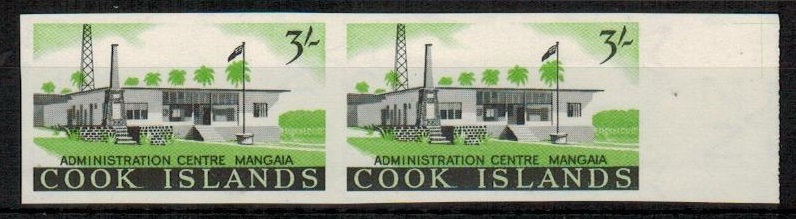 3/-
ADMINISTRATION CENTRE MANGAIA
COOK ISLANDS
3/-
ADMINISTRATION CENTRE MANGAIA
COOK ISLANDS